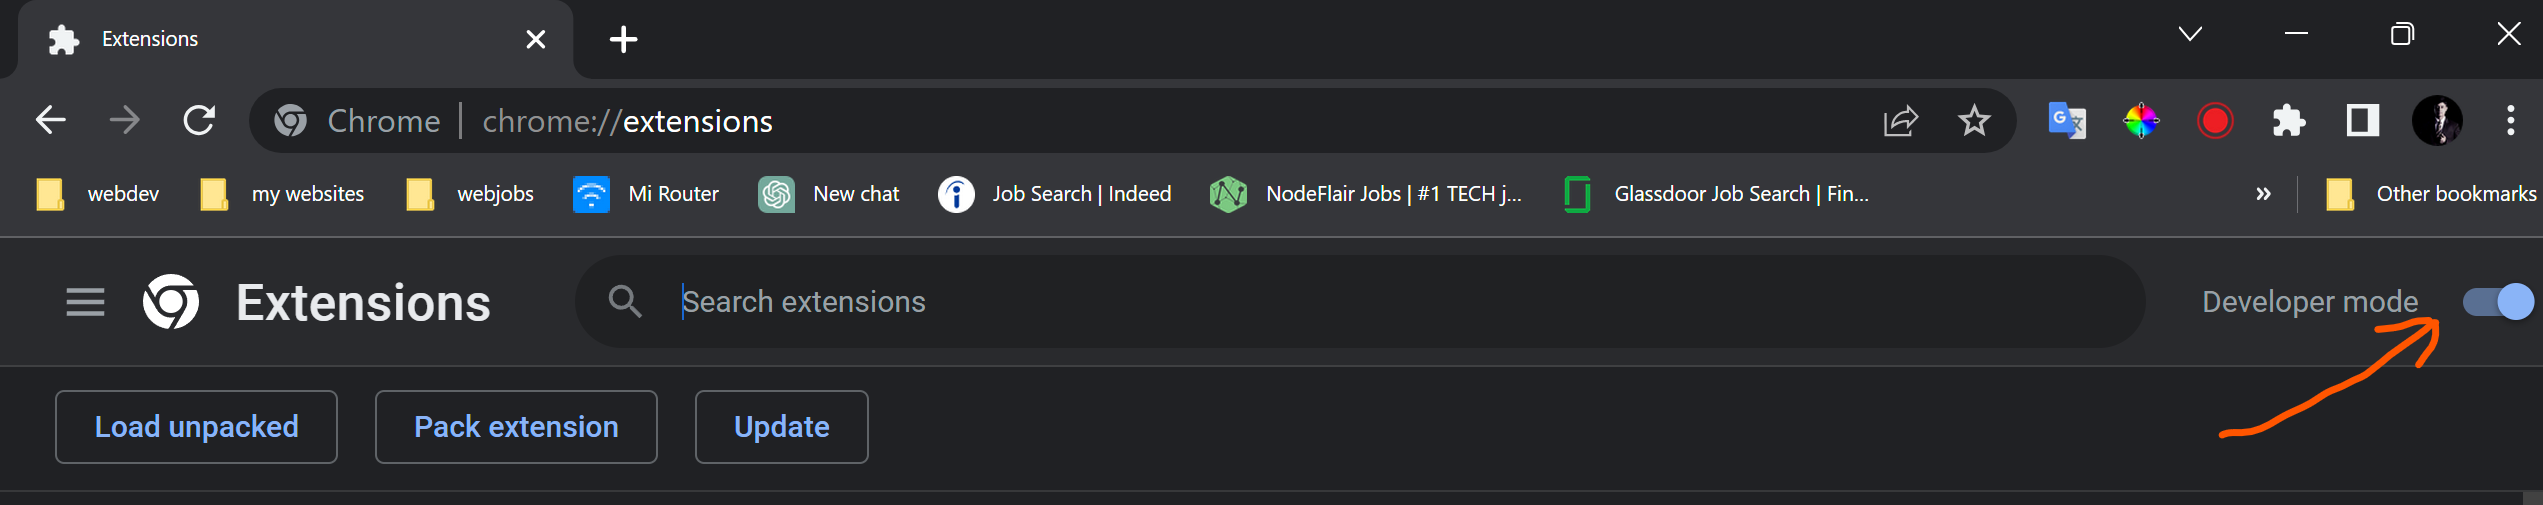 Extensions
Chrome | chrome://extensions
webdev my websites webjobs Mi Router New chat Job Search | Indeed NodeFlair Jobs | #1 TECH j... Glassdoor Job Search | Fin... » Other bookmarks
Extensions Search extensions Developer mode
Load unpacked Pack extension Update